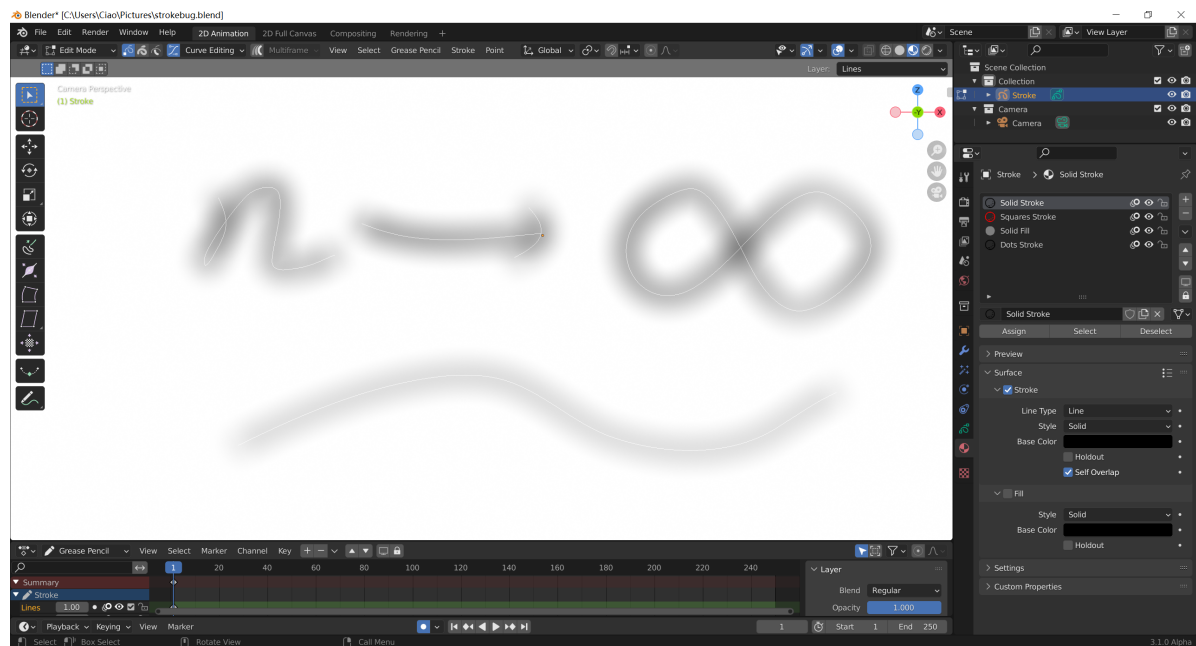 Blender* [C:\Users\Ciao\Pictures\strokebug.blend]
File Edit Render Window Help 2D Animation 2D Full Canvas Compositing Rendering + Scene View Layer
Edit Mode Curve Editing Multiframe View Select Grease Pencil Stroke Point Global
Layer: Lines
Camera Perspective
(1) Stroke
Z
-Y
X
n
Scene Collection
Collection
Stroke
Camera
Camera
Stroke > Solid Stroke
Solid Stroke
Squares Stroke
Solid Fill
Dots Stroke
Solid Stroke
Assign Select Deselect
Preview
Surface
Stroke
Line Type Line
Style Solid
Base Color
Holdout
Self Overlap
Fill
Style Solid
Base Color
Holdout
Settings
Custom Properties
Grease Pencil View Select Marker Channel Key
1 20 40 60 80 100 120 140 160 180 200 220 240
Summary
Stroke
Lines 1.00
Layer
Blend Regular
Opacity 1.000
Playback Keying View Marker 1 Start 1 End 250
Select Box Select Rotate View Call Menu 3.1.0 Alpha